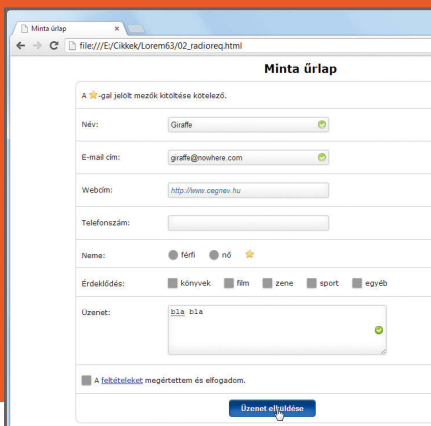 Minta űrlap
file:///E:/Cikkek/Lorem63/02_radioreq.html
Minta űrlap
A -gal jelölt mezők kitöltése kötelező.
Név: Giraffe
E-mail cím: giraffe@nowhere.com
Webcím: http://www.cegnev.hu
Telefonszám:
Neme: férfi nő
Érdeklődés: könyvek film zene sport egyéb
Üzenet: bla bla
A feltételeket megértettem és elfogadom.
Üzenet elküldése